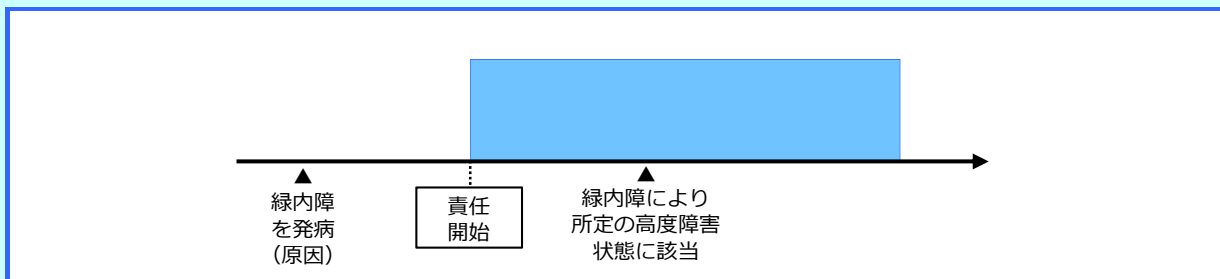 緑内障
を発病
（原因）
責任
開始
緑内障により
所定の高度障害
状態に該当